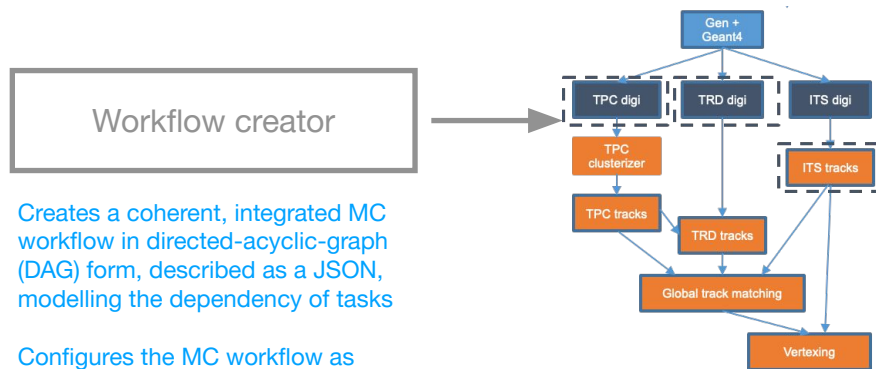 Gen +
Geant4
TPC digi
TRD digi
ITS digi
Workflow creator
TPC
clusterizer
ITS tracks
Creates a coherent, integrated MC
workflow in directed-acyclic-graph
(DAG) form, described as a JSON,
modelling the dependency of tasks
TPC tracks
TRD tracks
Global track matching
Vertexing
Configures the MC workflow as